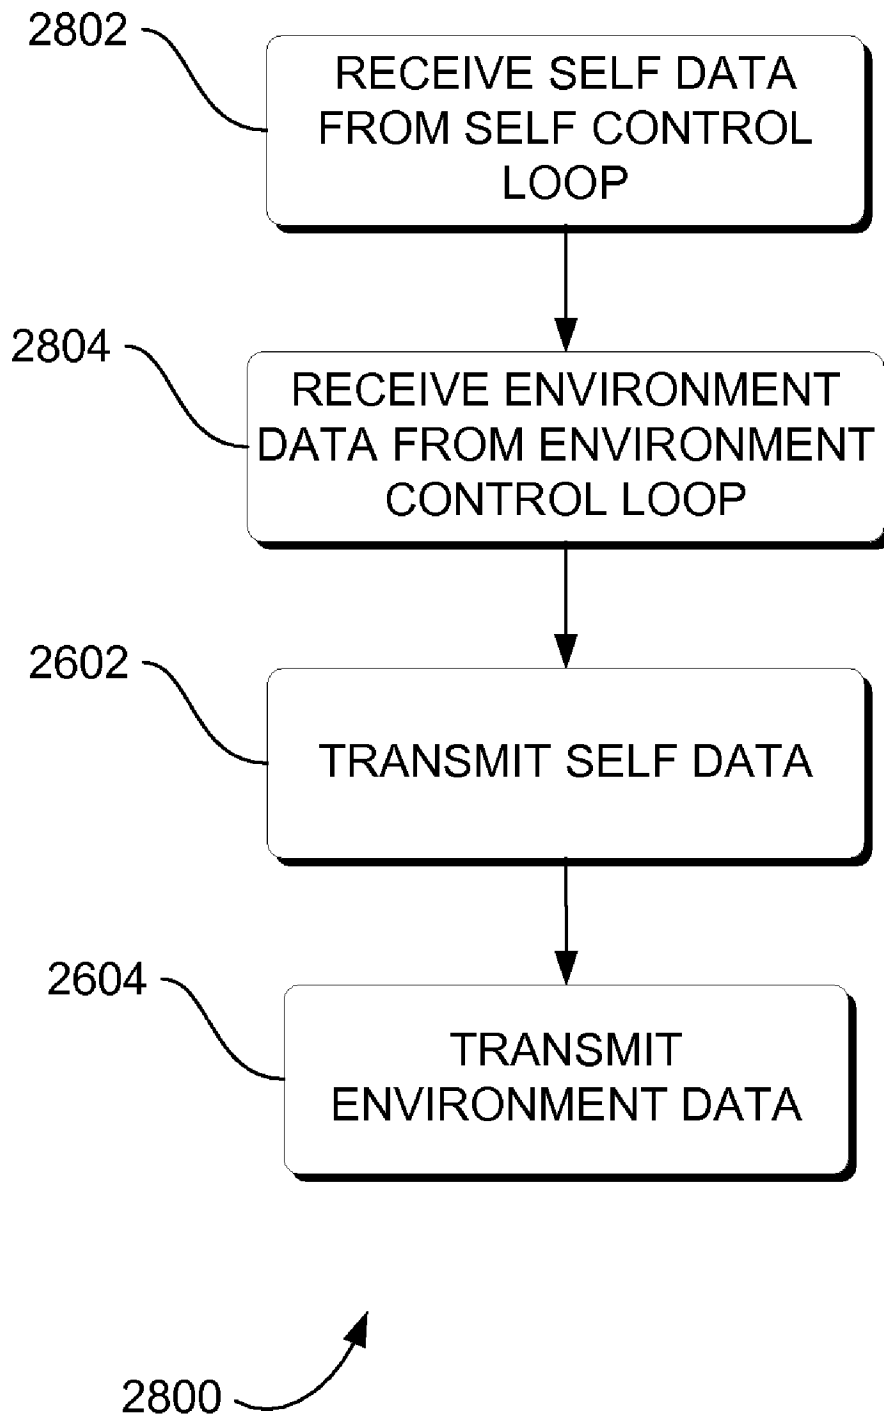 2802
RECEIVE SELF DATA
FROM SELF CONTROL
LOOP
2804
RECEIVE ENVIRONMENT
DATA FROM ENVIRONMENT
CONTROL LOOP
2602
TRANSMIT SELF DATA
2604
TRANSMIT
ENVIRONMENT DATA
2800